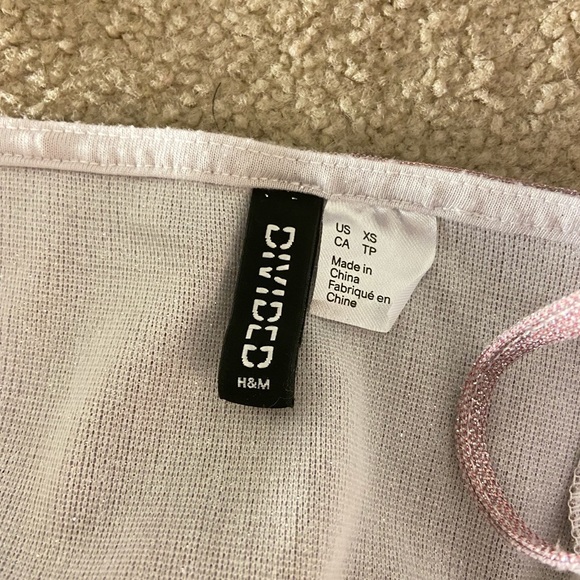 DIVIDED
H&M
US XS
CA TP
Made in
China
Fabriqué en
Chine